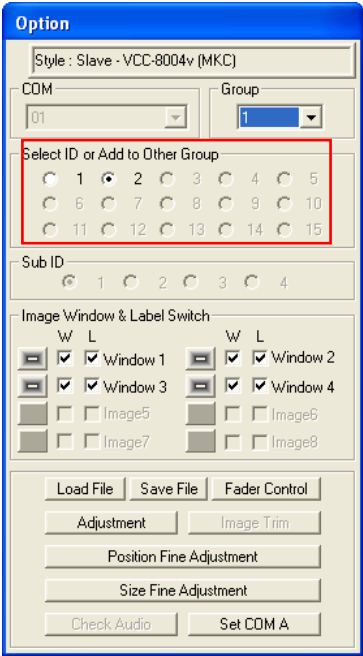 Option
Style : Slave - VCC-8004v (MKC)
COM Group
01 1
Select ID or Add to Other Group
1 2 3 4 5
6 7 8 9 10
11 12 13 14 15
Sub ID
1 2 3 4
Image Window & Label Switch
W L W L
Window 1 Window 2
Window 3 Window 4
Image5 Image6
Image7 Image8
Load File Save File Fader Control
Adjustment Image Trim
Position Fine Adjustment
Size Fine Adjustment
Check Audio Set COM A